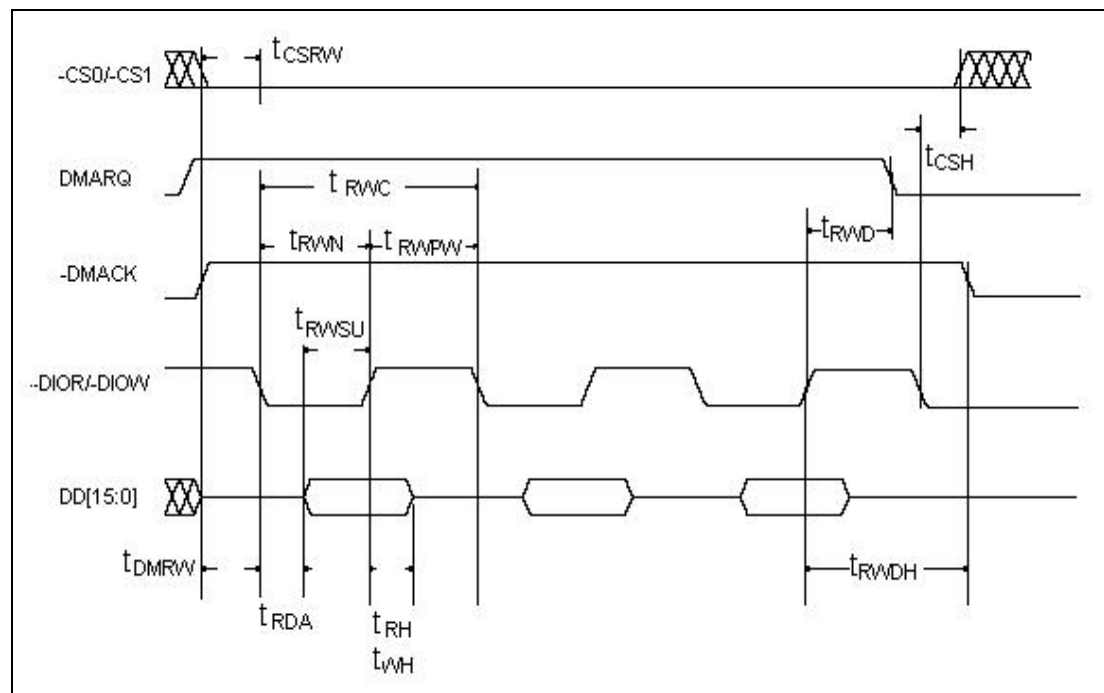 tCSRW
-CS0/-CS1
tCSH
DMARQ
tRWC
tRWD
tRWN
tRWPW
-DMACK
tRWSU
--DIOR/-DIOW
DD[15:0]
tDMRW
tRWDH
tRDA
tRH
tWH